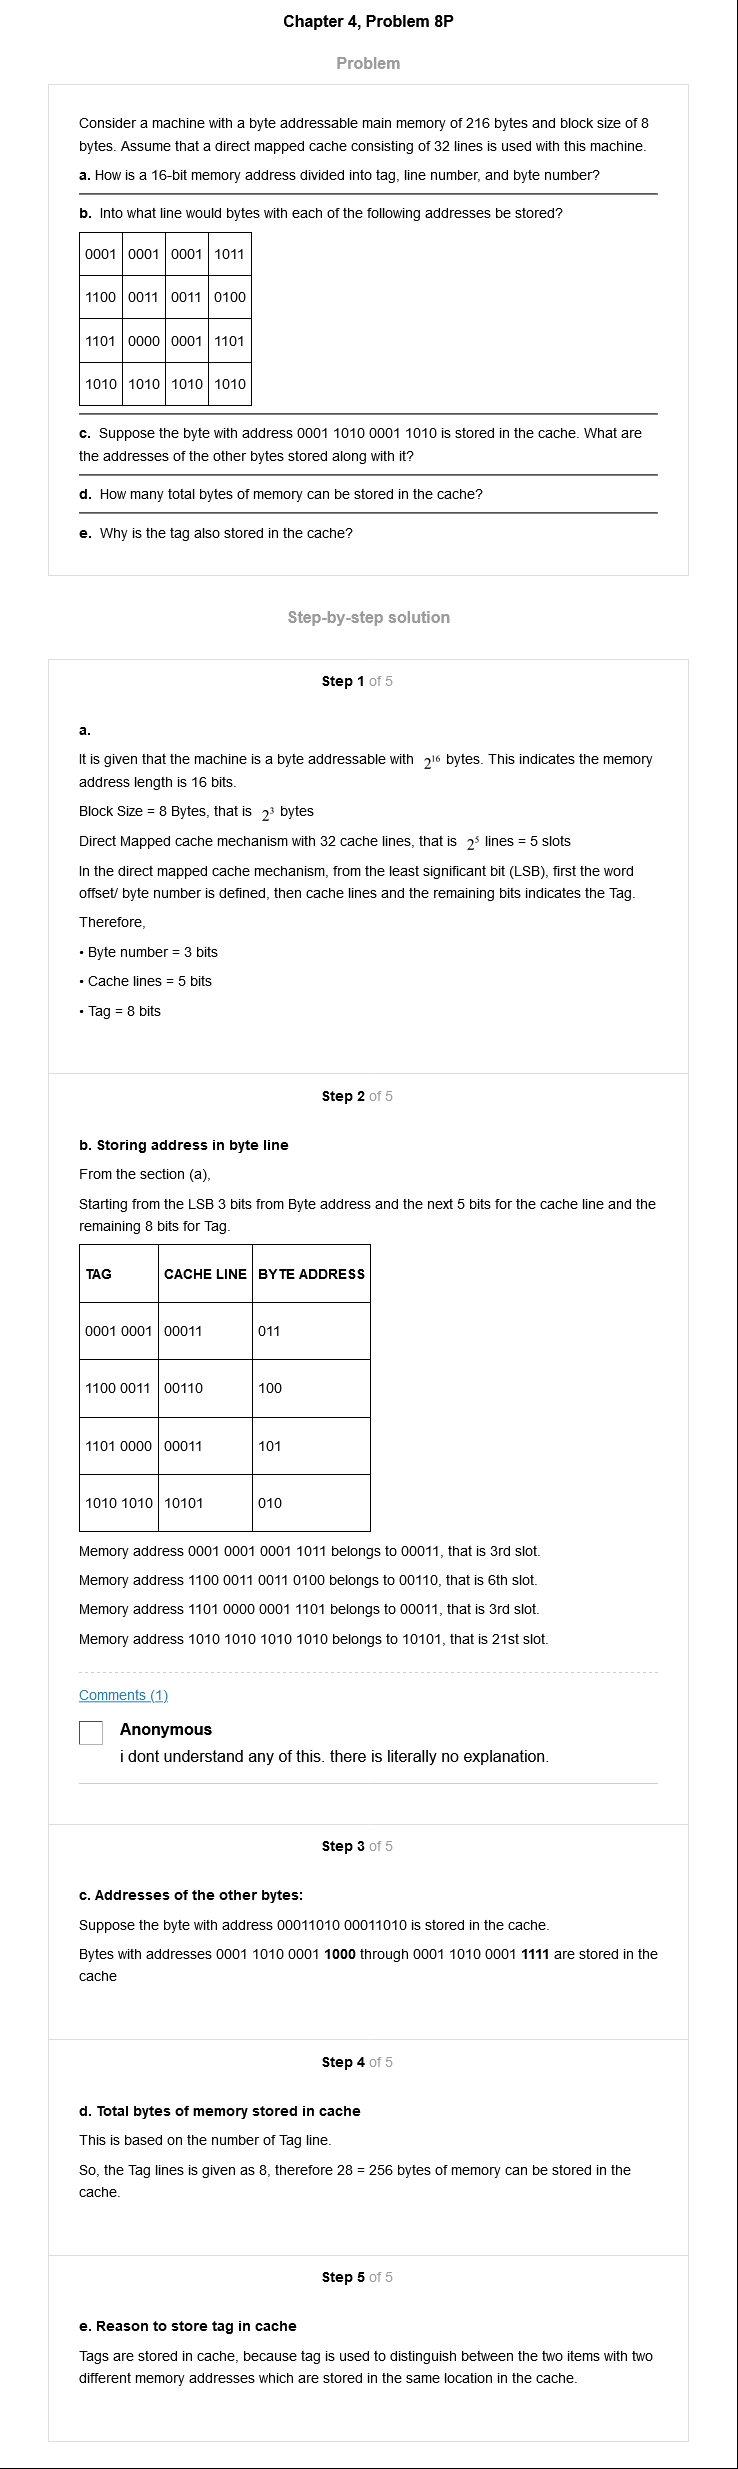 Chapter 4, Problem 8P
Problem
Consider a machine with a byte addressable main memory of 216 bytes and block size of 8
bytes. Assume that a direct mapped cache consisting of 32 lines is used with this machine.
a. How is a 16-bit memory address divided into tag, line number, and byte number?
b. Into what line would bytes with each of the following addresses be stored?
0001 0001 0001 1011
1100 0011 0011 0100
1101 0000 0001 1101
1010 1010 1010 1010
c. Suppose the byte with address 0001 1010 0001 1010 is stored in the cache. What are
the addresses of the other bytes stored along with it?
d. How many total bytes of memory can be stored in the cache?
e. Why is the tag also stored in the cache?
Step-by-step solution
Step 1 of 5
a.
It is given that the machine is a byte addressable with 2¹⁶ bytes. This indicates the memory
address length is 16 bits.
Block Size = 8 Bytes, that is 2³ bytes
Direct Mapped cache mechanism with 32 cache lines, that is 2⁵ lines = 5 slots
In the direct mapped cache mechanism, from the least significant bit (LSB), first the word
offset/ byte number is defined, then cache lines and the remaining bits indicates the Tag.
Therefore,
• Byte number = 3 bits
• Cache lines = 5 bits
• Tag = 8 bits
Step 2 of 5
b. Storing address in byte line
From the section (a),
Starting from the LSB 3 bits from Byte address and the next 5 bits for the cache line and the
remaining 8 bits for Tag.
TAG CACHE LINE BYTE ADDRESS
0001 0001 00011 011
1100 0011 00110 100
1101 0000 00011 101
1010 1010 10101 010
Memory address 0001 0001 0001 1011 belongs to 00011, that is 3rd slot.
Memory address 1100 0011 0011 0100 belongs to 00110, that is 6th slot.
Memory address 1101 0000 0001 1101 belongs to 00011, that is 3rd slot.
Memory address 1010 1010 1010 1010 belongs to 10101, that is 21st slot.
Comments (1)
Anonymous
i dont understand any of this. there is literally no explanation.
Step 3 of 5
c. Addresses of the other bytes:
Suppose the byte with address 00011010 00011010 is stored in the cache.
Bytes with addresses 0001 1010 0001 1000 through 0001 1010 0001 1111 are stored in the
cache
Step 4 of 5
d. Total bytes of memory stored in cache
This is based on the number of Tag line.
So, the Tag lines is given as 8, therefore 28 = 256 bytes of memory can be stored in the
cache.
Step 5 of 5
e. Reason to store tag in cache
Tags are stored in cache, because tag is used to distinguish between the two items with two
different memory addresses which are stored in the same location in the cache.